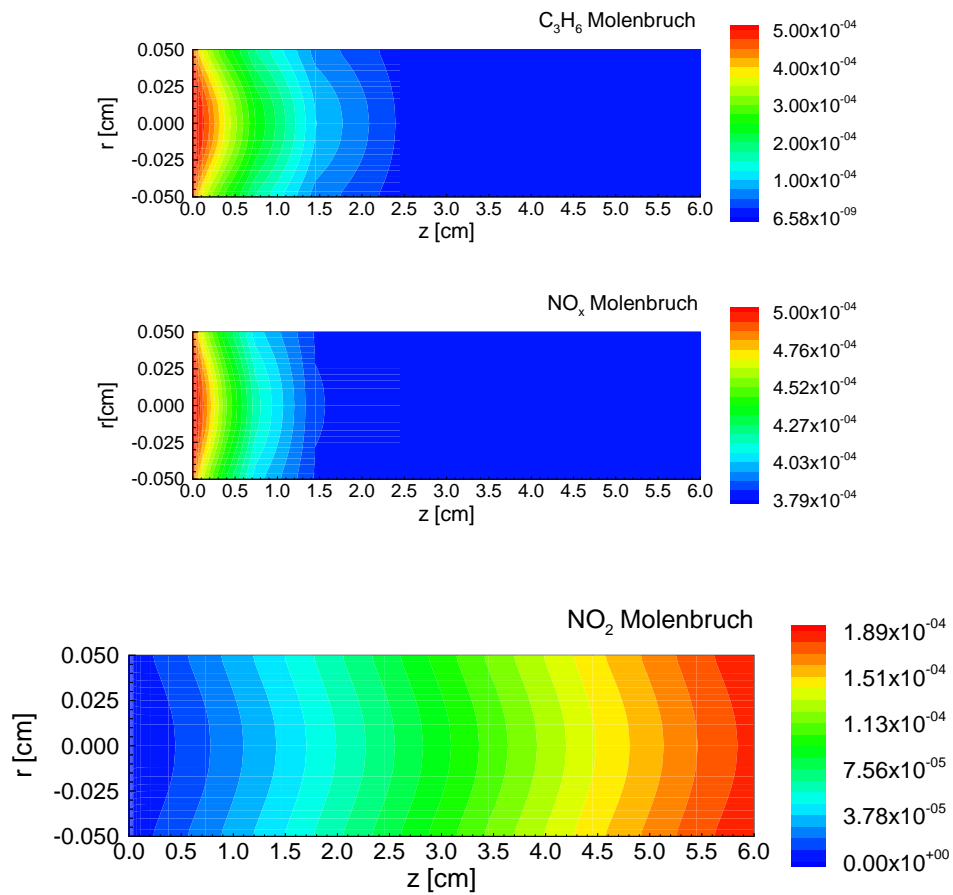 C₃H₆ Molenbruch
r [cm]
0.050
0.025
0.000
-0.025
-0.050
0.0 0.5 1.0 1.5 2.0 2.5 3.0 3.5 4.0 4.5 5.0 5.5 6.0
z [cm]
5.00x10⁻⁰⁴
4.00x10⁻⁰⁴
3.00x10⁻⁰⁴
2.00x10⁻⁰⁴
1.00x10⁻⁰⁴
6.58x10⁻⁰⁹
NOₓ Molenbruch
r[cm]
0.050
0.025
0.000
-0.025
-0.050
0.0 0.5 1.0 1.5 2.0 2.5 3.0 3.5 4.0 4.5 5.0 5.5 6.0
z [cm]
5.00x10⁻⁰⁴
4.76x10⁻⁰⁴
4.52x10⁻⁰⁴
4.27x10⁻⁰⁴
4.03x10⁻⁰⁴
3.79x10⁻⁰⁴
NO₂ Molenbruch
r [cm]
0.050
0.025
0.000
-0.025
-0.050
0.0 0.5 1.0 1.5 2.0 2.5 3.0 3.5 4.0 4.5 5.0 5.5 6.0
z [cm]
1.89x10⁻⁰⁴
1.51x10⁻⁰⁴
1.13x10⁻⁰⁴
7.56x10⁻⁰⁵
3.78x10⁻⁰⁵
0.00x10⁺⁰⁰